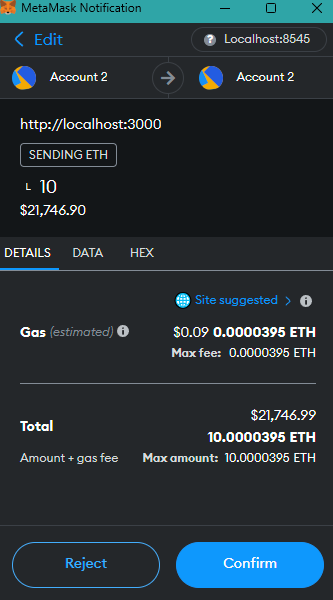 MetaMask Notification
Edit
Localhost:8545
Account 2
Account 2
http://localhost:3000
SENDING ETH
10
$21,746.90
DETAILS DATA HEX
Site suggested
Gas (estimated) $0.09 0.0000395 ETH
Max fee: 0.0000395 ETH
$21,746.99
Total
10.0000395 ETH
Amount + gas fee Max amount: 10.0000395 ETH
Reject
Confirm